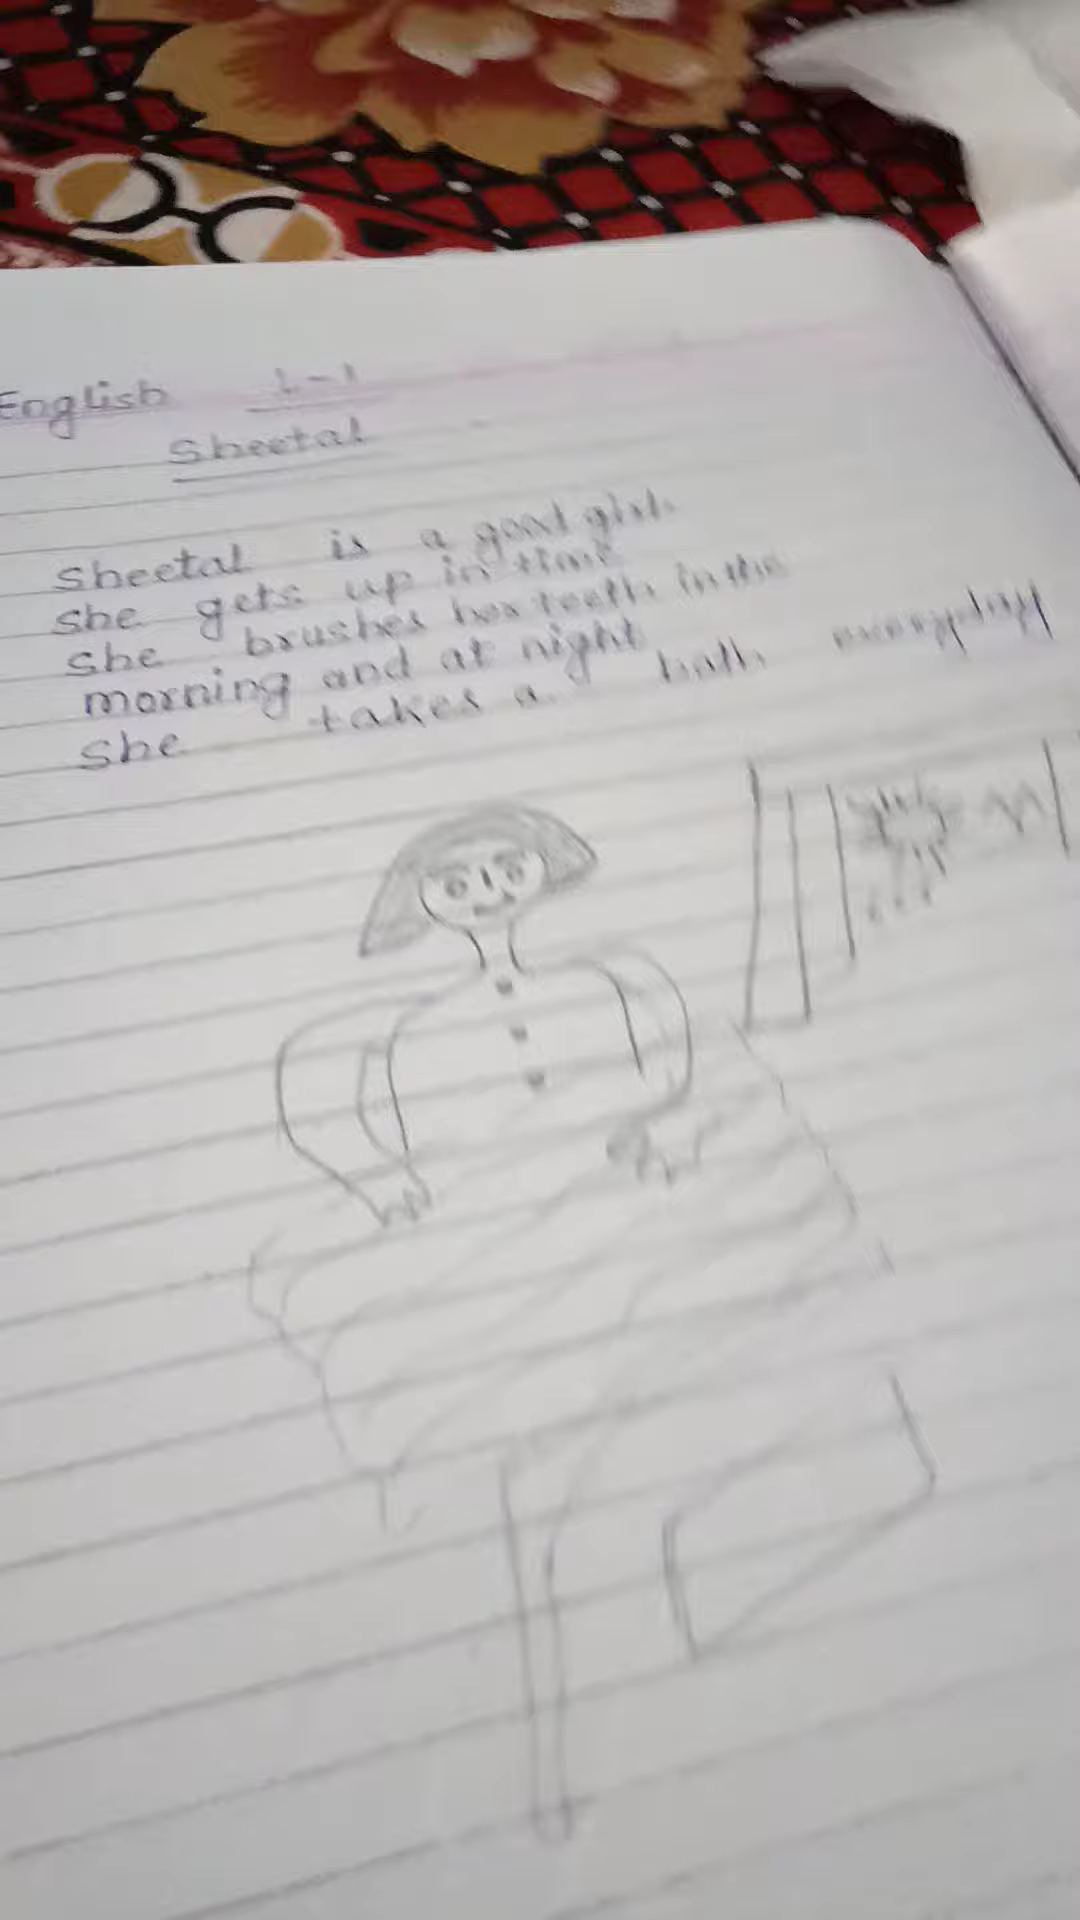 English L-1
Sheetal
Sheetal is a good girl.
She gets up in time
She brushes her teeth in the
morning and at night
She takes a bath everyday